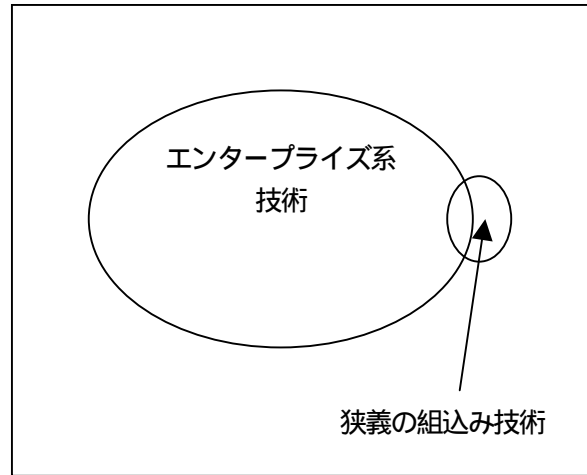 エンタープライズ系
技術
狭義の組込み技術